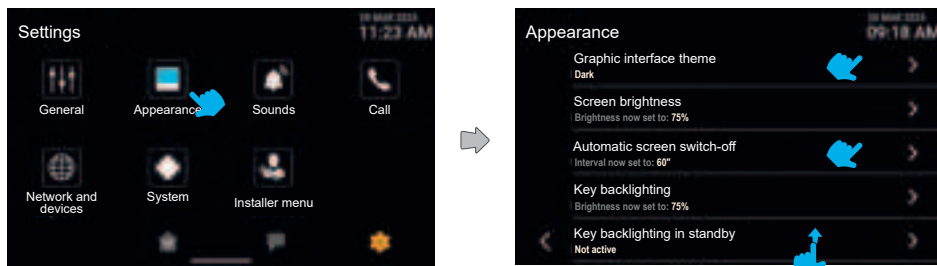 Settings
11:23 AM
General
Appearance
Sounds
Call
Network and
devices
System
Installer menu
Appearance
09:18 AM
Graphic interface theme
Dark
Screen brightness
Brightness now set to: 75%
Automatic screen switch-off
Interval now set to: 60"
Key backlighting
Brightness now set to: 75%
Key backlighting in standby
Not active